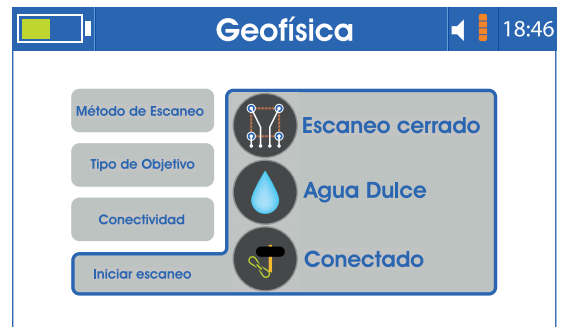 Geofísica
18:46
Método de Escaneo
Tipo de Objetivo
Conectividad
Iniciar escaneo
Escaneo cerrado
Agua Dulce
Conectado